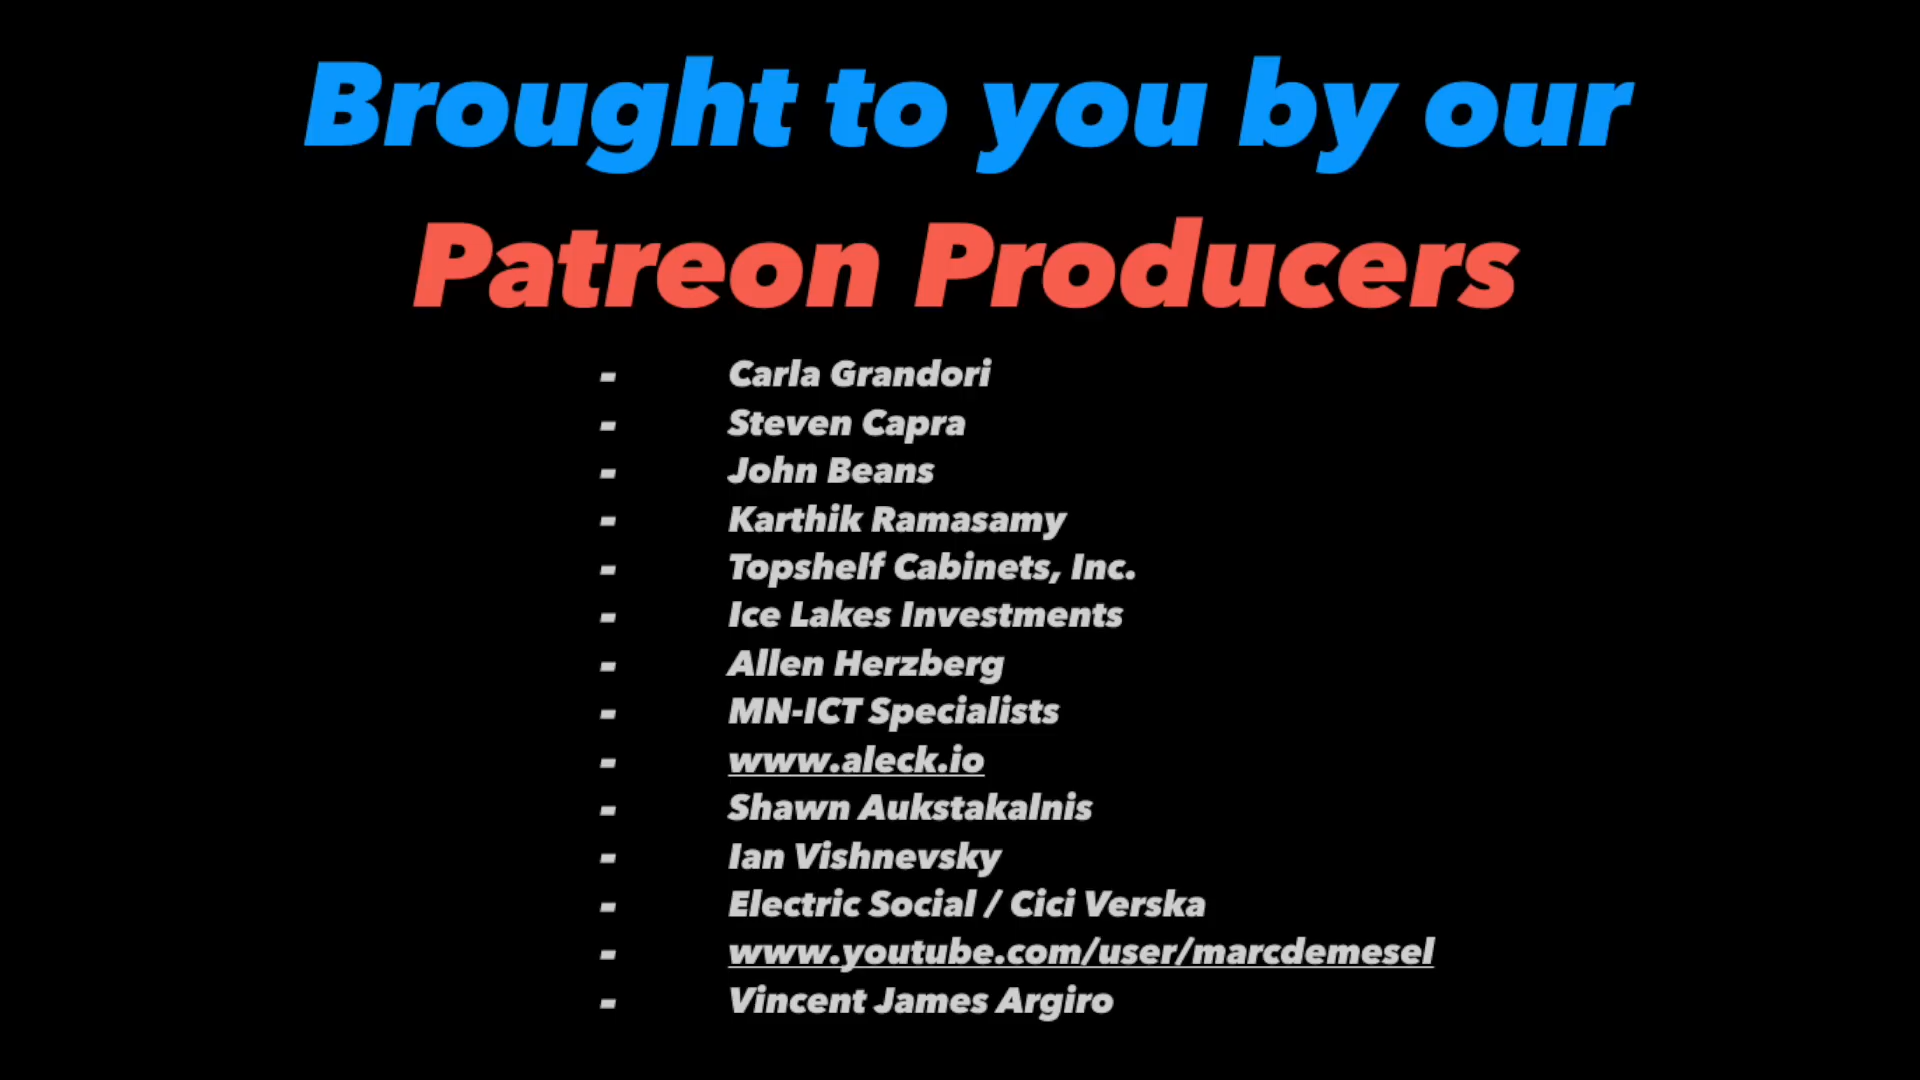 Brought to you by our
Patreon Producers
- Carla Grandori
- Steven Capra
- John Beans
- Karthik Ramasamy
- Topshelf Cabinets, Inc.
- Ice Lakes Investments
- Allen Herzberg
- MN-ICT Specialists
- www.aleck.io
- Shawn Aukstakalnis
- Ian Vishnevsky
- Electric Social / Cici Verska
- www.youtube.com/user/marcdemesel
- Vincent James Argiro